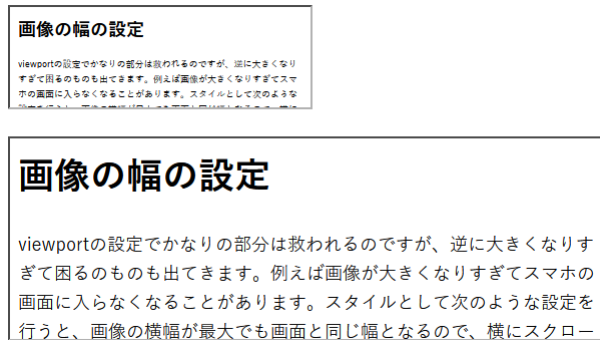 画像の幅の設定
viewportの設定でかなりの部分は救われるのですが、逆に大きくなり
すぎて困るのものも出てきます。例えば画像が大きくなりすぎてスマ
ホの画面に入らなくなることがあります。スタイルとして次のような
画像の幅の設定
viewportの設定でかなりの部分は救われるのですが、逆に大きくなりす
ぎて困るのものも出てきます。例えば画像が大きくなりすぎてスマホの
画面に入らなくなることがあります。スタイルとして次のような設定を
行うと、画像の横幅が最大でも画面と同じ幅となるので、横にスクロー